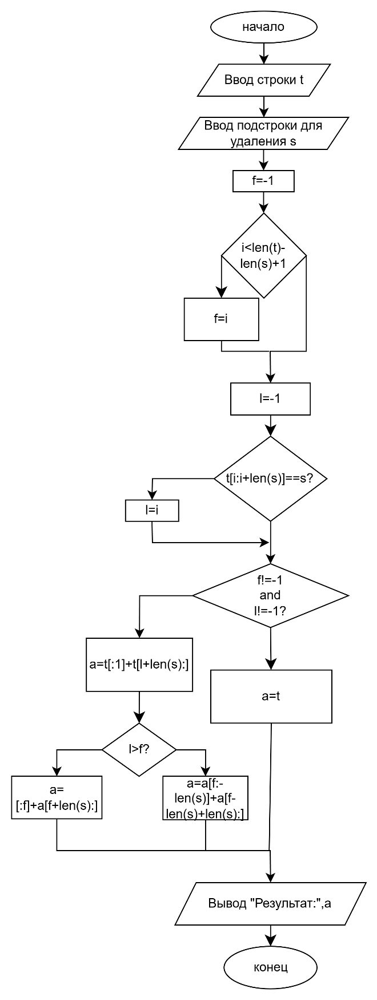 начало
Ввод строки t
Ввод подстроки для
удаления s
f=-1
i<len(t)-
len(s)+1
f=i
l=-1
t[i:i+len(s)]==s?
l=i
f!=-1
and
l!=-1?
a=t[:1]+t[l+len(s):]
a=t
l>f?
a=
[:f]+a[f+len(s):]
a=a[f:-
len(s)]+a[f-
len(s)+len(s):]
Вывод "Результат:",a
конец